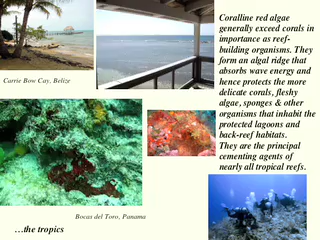 Coralline red algae
generally exceed corals in
importance as reef-
building organisms. They
form an algal ridge that
absorbs wave energy and
hence protects the more
delicate corals, fleshy
algae, sponges & other
organisms that inhabit the
protected lagoons and
back-reef habitats.
They are the principal
cementing agents of
nearly all tropical reefs.
Carrie Bow Cay, Belize
Bocas del Toro, Panama
…the tropics